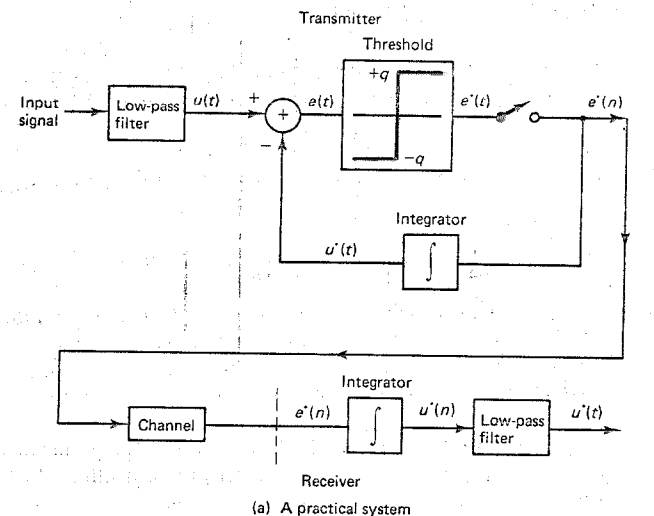 Transmitter
Threshold
+q
Input
signal
Low-pass
filter
u(t)
+
+
−
e(t)
e˙(t)
e˙(n)
−q
Integrator
u˙(t)
∫
Integrator
Channel
e˙(n)
∫
u˙(n)
Low-pass
filter
u˙(t)
Receiver
(a) A practical system